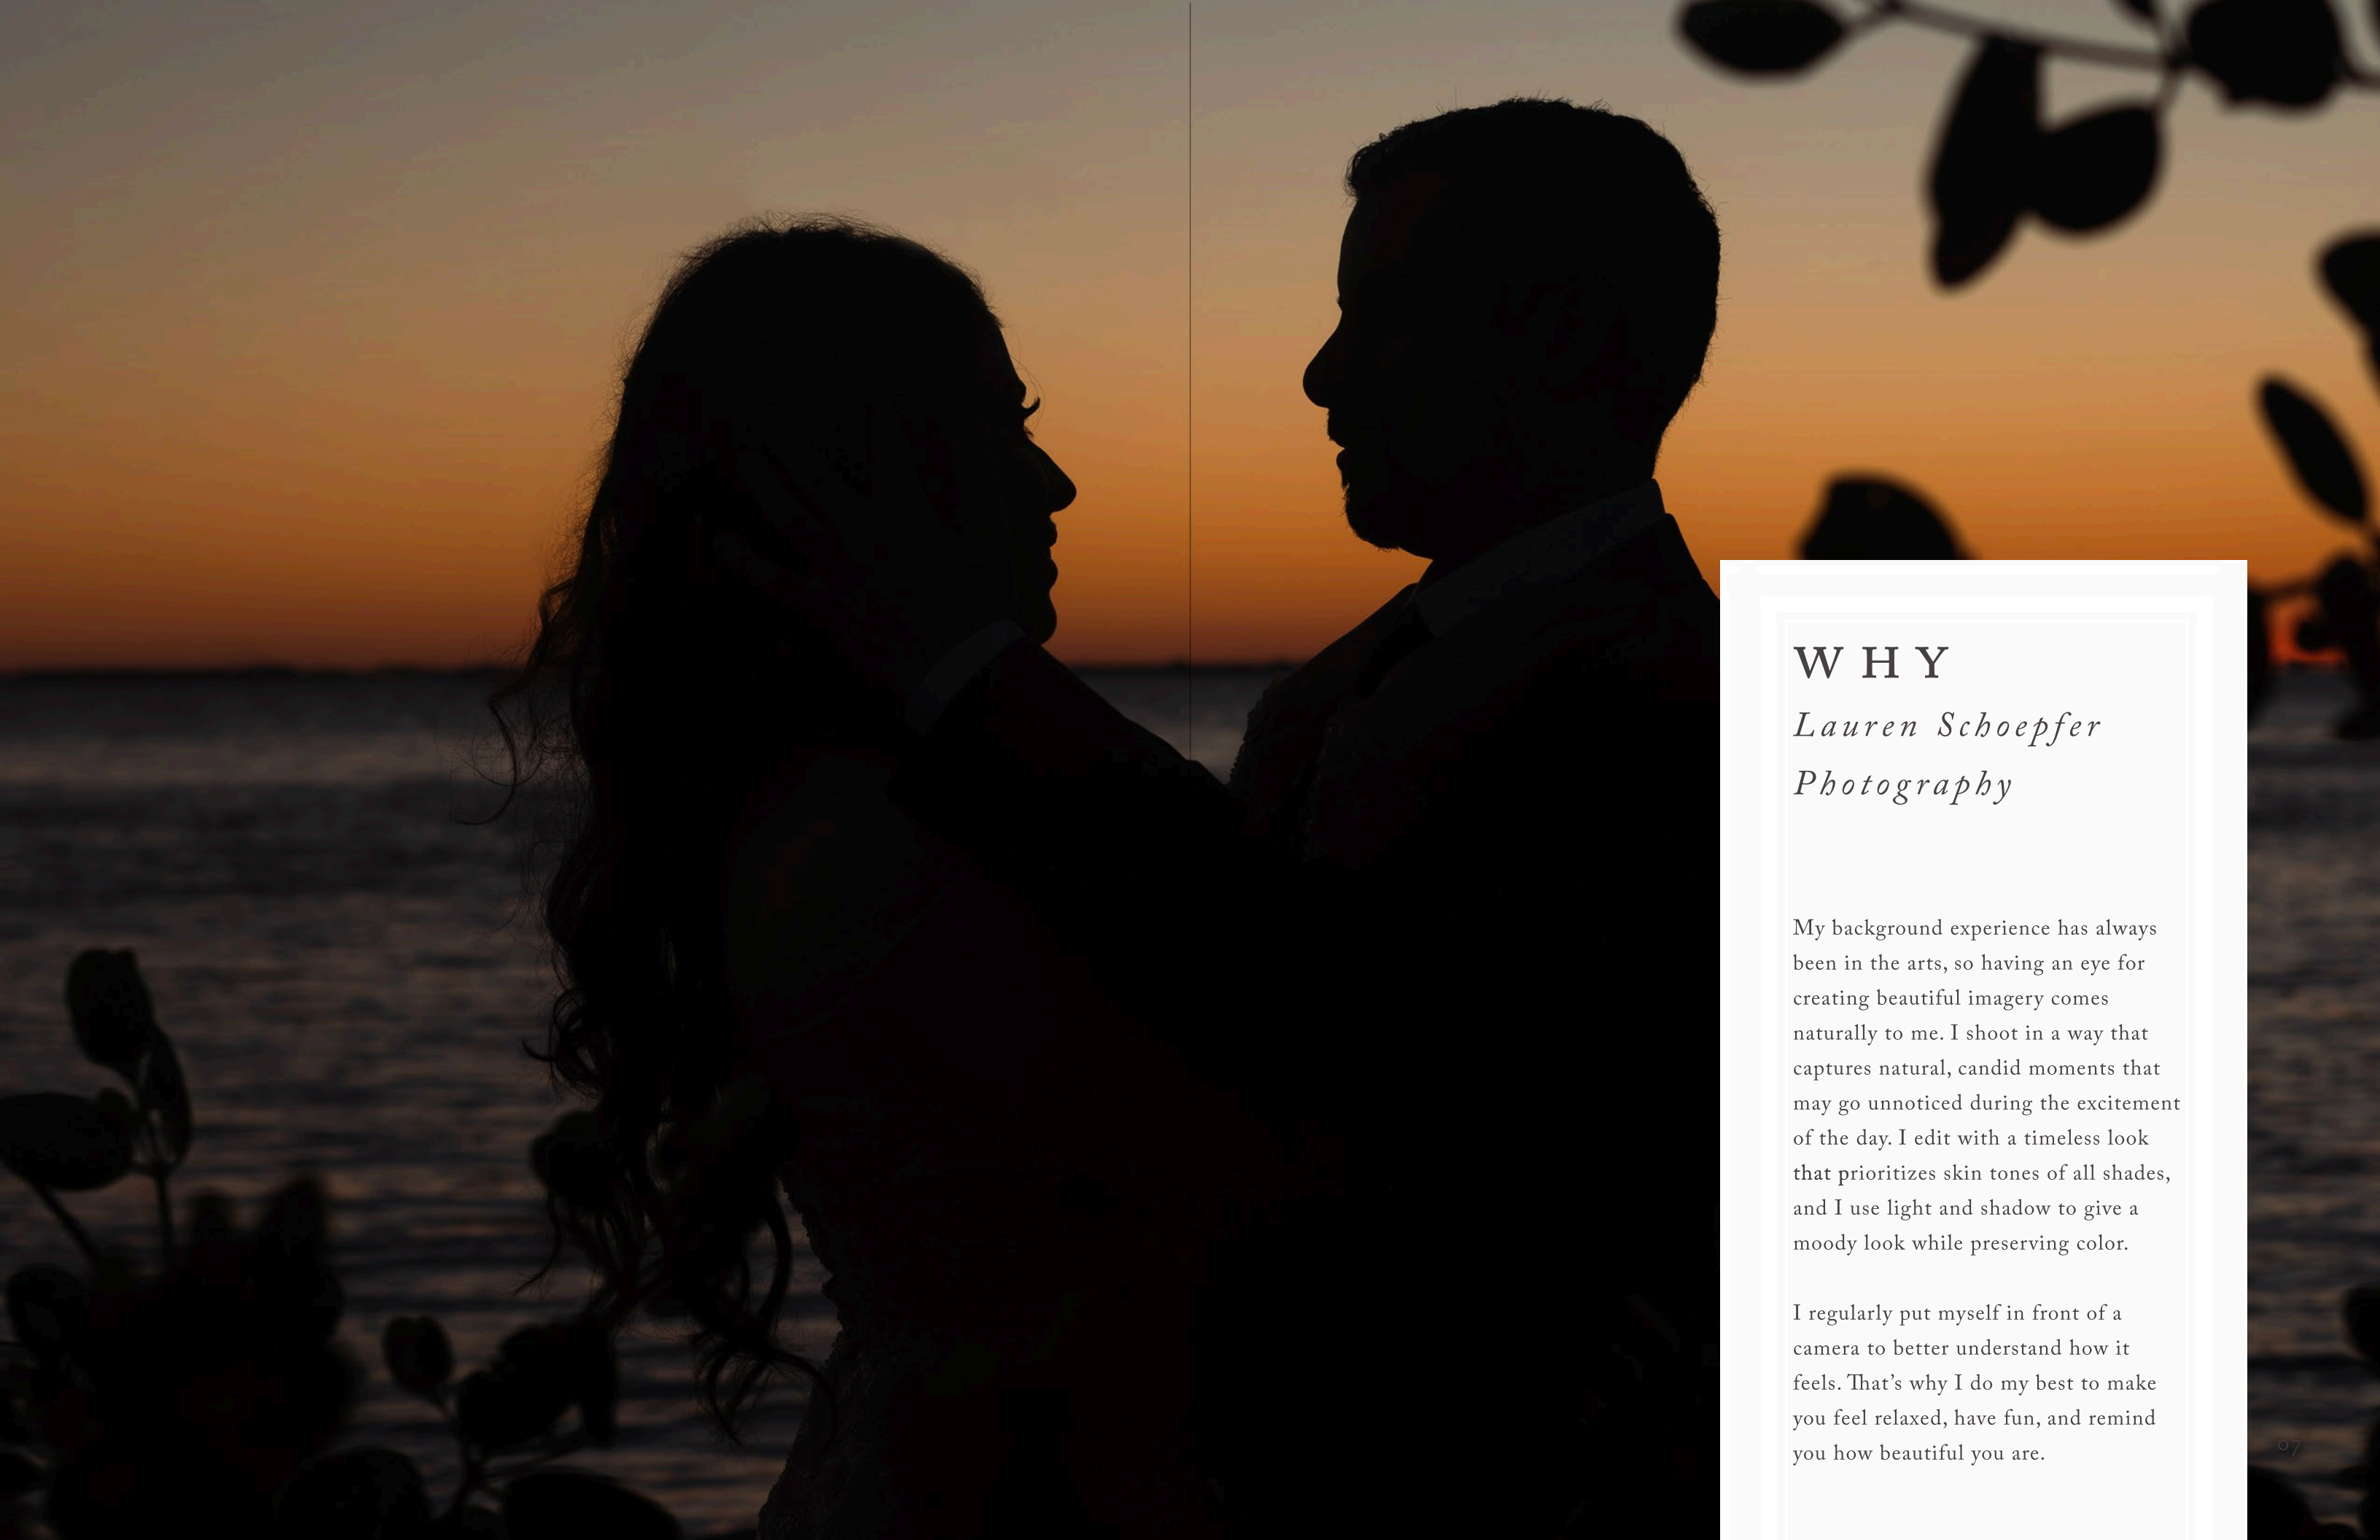 WHY
Lauren Schoepfer
Photography
My background experience has always
been in the arts, so having an eye for
creating beautiful imagery comes
naturally to me. I shoot in a way that
captures natural, candid moments that
may go unnoticed during the excitement
of the day. I edit with a timeless look
that prioritizes skin tones of all shades,
and I use light and shadow to give a
moody look while preserving color.
I regularly put myself in front of a
camera to better understand how it
feels. That’s why I do my best to make
you feel relaxed, have fun, and remind
you how beautiful you are.
07